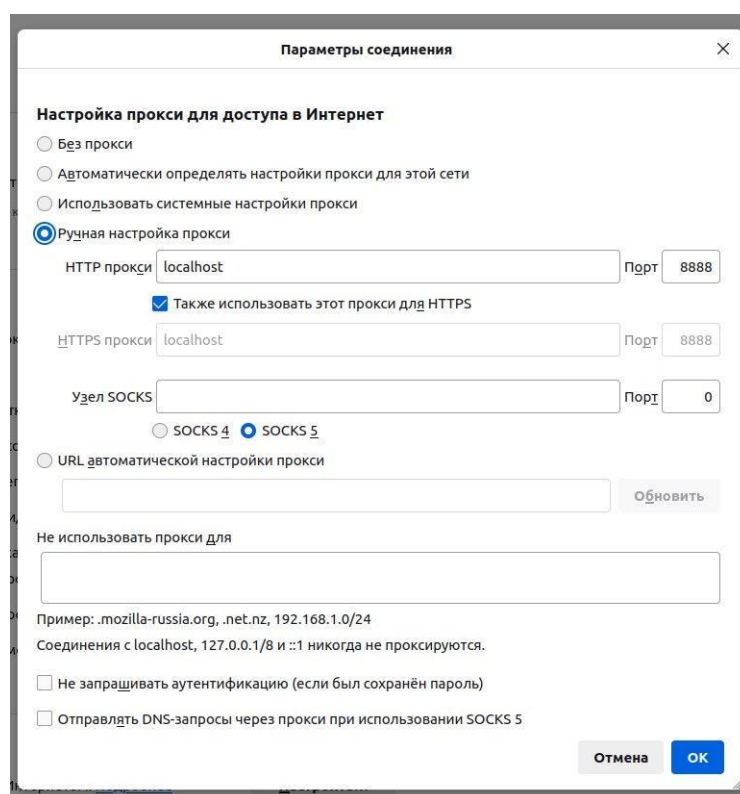 Параметры соединения
Настройка прокси для доступа в Интернет
Без прокси
Автоматически определять настройки прокси для этой сети
Использовать системные настройки прокси
Ручная настройка прокси
HTTP прокси localhost Порт 8888
Также использовать этот прокси для HTTPS
HTTPS прокси localhost Порт 8888
Узел SOCKS Порт 0
SOCKS 4 SOCKS 5
URL автоматической настройки прокси
Обновить
Не использовать прокси для
Пример: .mozilla-russia.org, .net.nz, 192.168.1.0/24
Соединения с localhost, 127.0.0.1/8 и ::1 никогда не проксируются.
Не запрашивать аутентификацию (если был сохранён пароль)
Отправлять DNS-запросы через прокси при использовании SOCKS 5
Отмена ОК